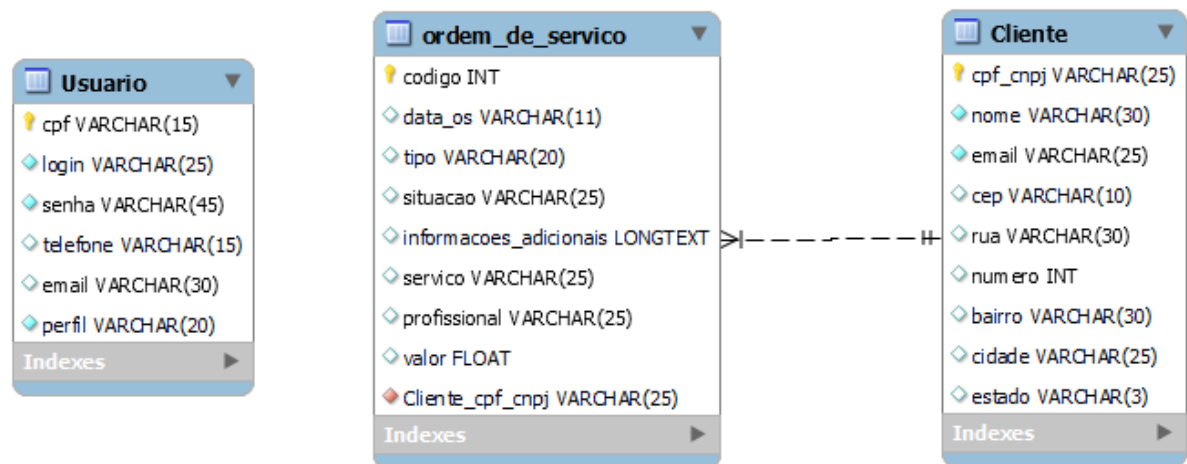 Usuario
cpf VARCHAR(15)
login VARCHAR(25)
senha VARCHAR(45)
telefone VARCHAR(15)
email VARCHAR(30)
perfil VARCHAR(20)
Indexes
ordem_de_servico
codigo INT
data_os VARCHAR(11)
tipo VARCHAR(20)
situacao VARCHAR(25)
informacoes_adicionais LONGTEXT
servico VARCHAR(25)
profissional VARCHAR(25)
valor FLOAT
Cliente_cpf_cnpj VARCHAR(25)
Indexes
Cliente
cpf_cnpj VARCHAR(25)
nome VARCHAR(30)
email VARCHAR(25)
cep VARCHAR(10)
rua VARCHAR(30)
numero INT
bairro VARCHAR(30)
cidade VARCHAR(25)
estado VARCHAR(3)
Indexes